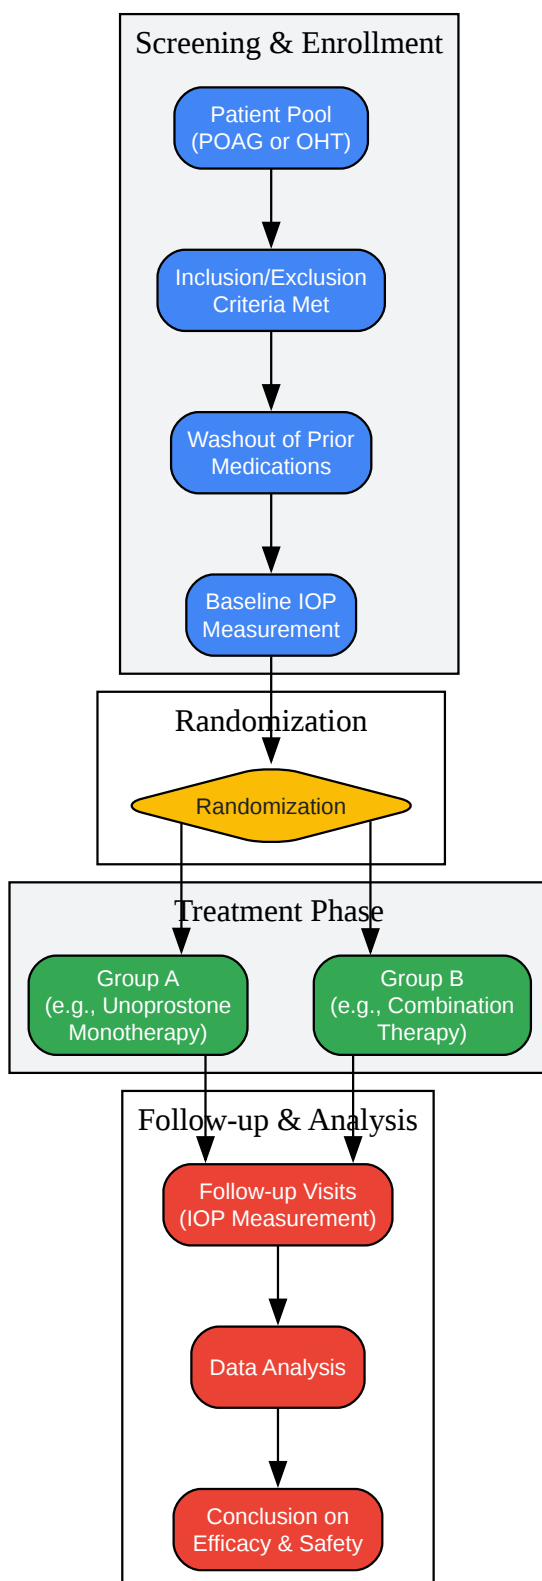 Screening & Enrollment
Patient Pool
(POAG or OHT)
Inclusion/Exclusion
Criteria Met
Washout of Prior
Medications
Baseline IOP
Measurement
Randomization
Randomization
Treatment Phase
Group A
(e.g., Unoprostone
Monotherapy)
Group B
(e.g., Combination
Therapy)
Follow-up & Analysis
Follow-up Visits
(IOP Measurement)
Data Analysis
Conclusion on
Efficacy & Safety